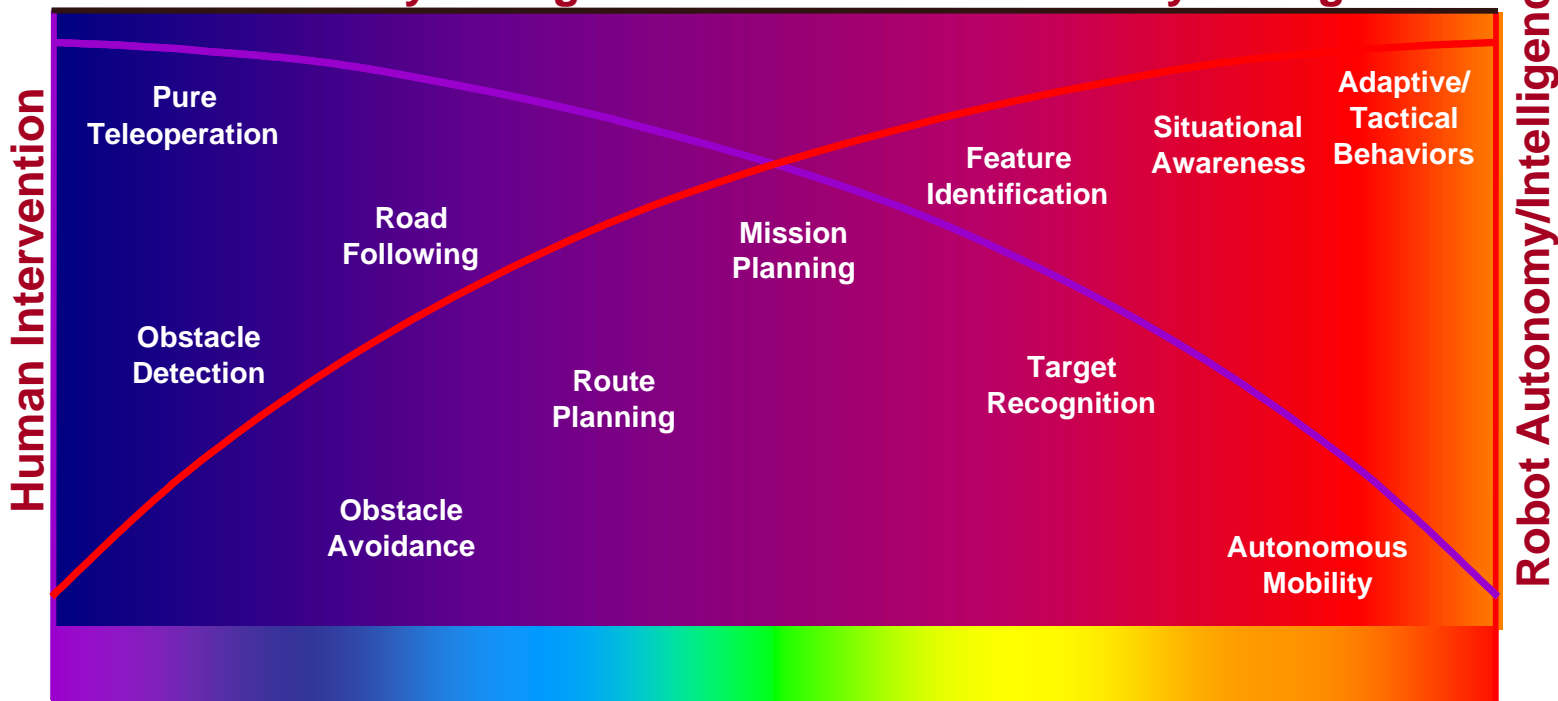 Human Intervention
Pure
Teleoperation
Obstacle
Detection
Road
Following
Obstacle
Avoidance
Route
Planning
Mission
Planning
Feature
Identification
Target
Recognition
Situational
Awareness
Adaptive/
Tactical
Behaviors
Autonomous
Mobility
Robot Autonomy/